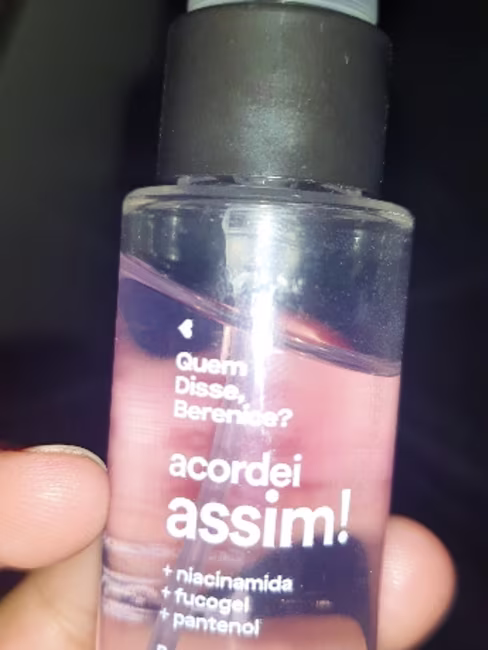 Quem
Disse,
Berenice?
acordei
assim!
+ niacinamida
+ fucogel
+ pantenol